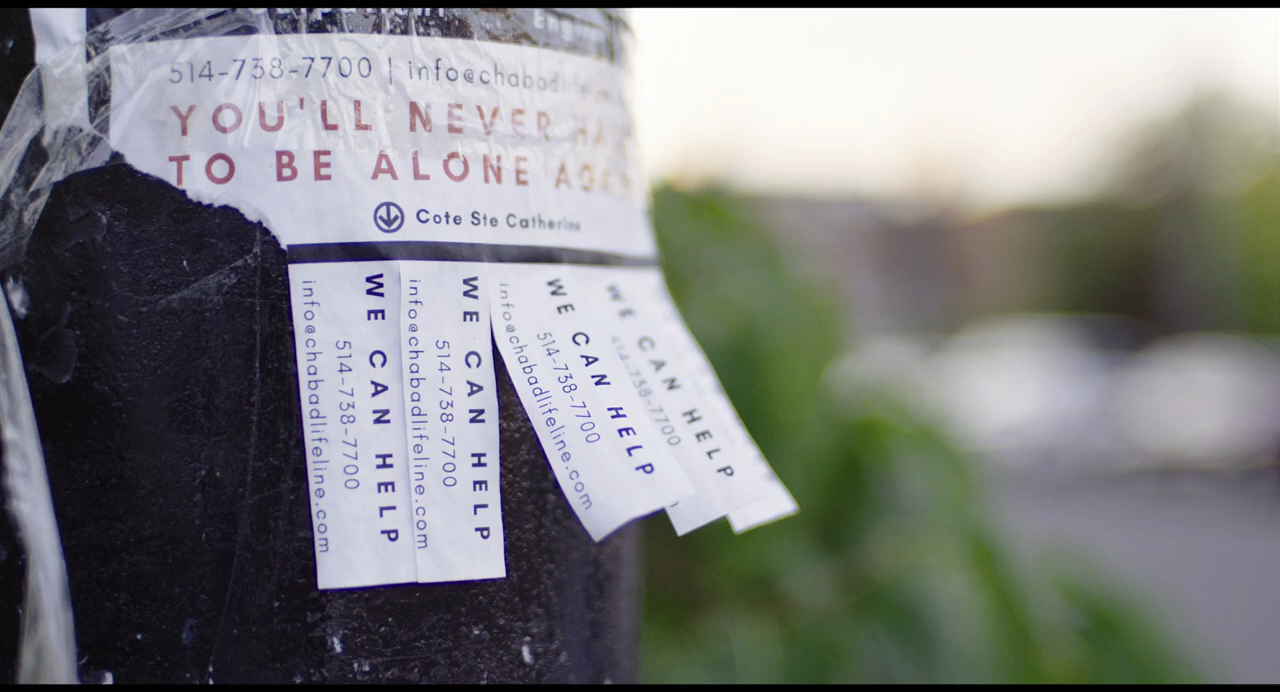 514-738-7700 | info@chabadlifeline
YOU'LL NEVER
TO BE ALONE AGAIN
Cote Ste Catherine
WE CAN HELP
514-738-7700
info@chabadlifeline.com
WE CAN HELP
514-738-7700
info@chabadlifeline.com
WE CAN HELP
514-738-7700
info@chabadlifeline.com
WE CAN HELP
514-738-7700